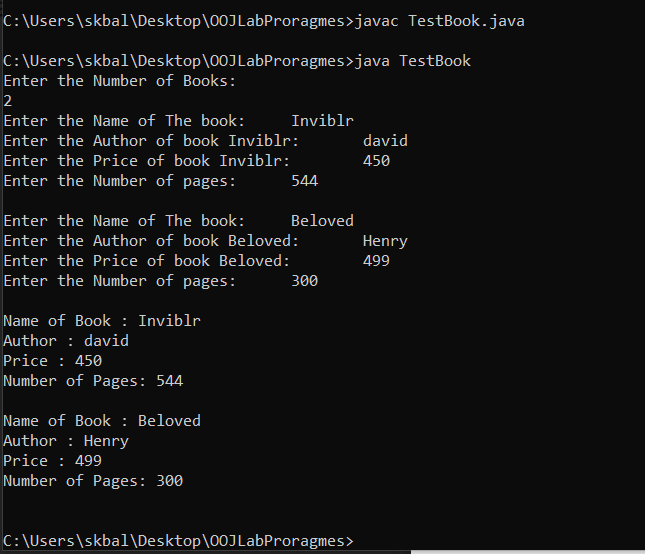 C:\Users\skbal\Desktop\OOJLabProragmes>javac TestBook.java
C:\Users\skbal\Desktop\OOJLabProragmes>java TestBook
Enter the Number of Books:
2
Enter the Name of The book:     Inviblr
Enter the Author of book Inviblr:       david
Enter the Price of book Inviblr:        450
Enter the Number of pages:      544
Enter the Name of The book:     Beloved
Enter the Author of book Beloved:       Henry
Enter the Price of book Beloved:        499
Enter the Number of pages:      300
Name of Book : Inviblr
Author : david
Price : 450
Number of Pages: 544
Name of Book : Beloved
Author : Henry
Price : 499
Number of Pages: 300
C:\Users\skbal\Desktop\OOJLabProragmes>